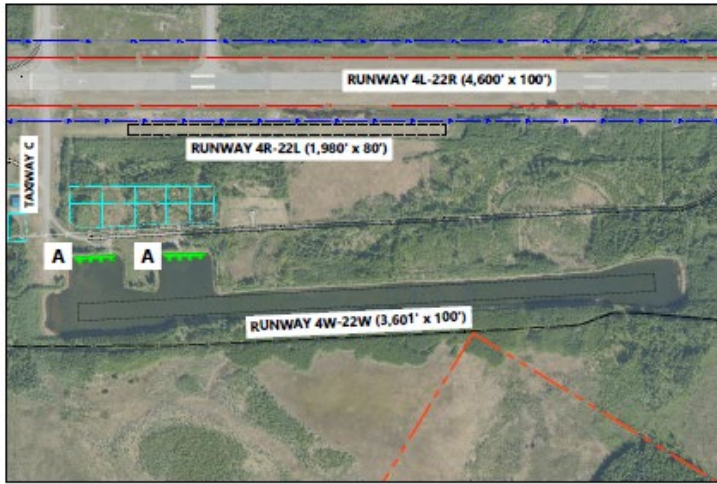 RUNWAY 4L-22R (4,600' x 100')
RUNWAY 4R-22L (1,980' x 80')
TAXIWAY C
A
A
RUNWAY 4W-22W (3,601' x 100')